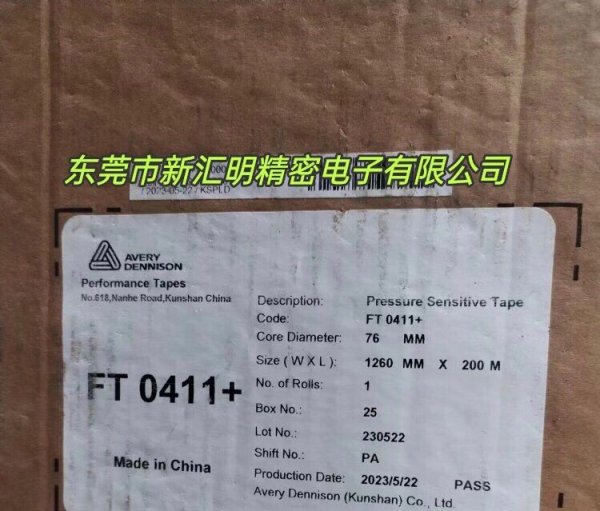 东莞市新汇明精密电子有限公司
/ 2023-05-22 / KSPLD
AVERY
DENNISON
Performance Tapes
No.618,Nanhe Road,Kunshan China
FT 0411+
Made in China
Description: Pressure Sensitive Tape
Code: FT 0411+
Core Diameter: 76 MM
Size ( W X L ): 1260 MM X 200 M
No. of Rolls: 1
Box No.: 25
Lot No.: 230522
Shift No.: PA
Production Date: 2023/5/22 PASS
Avery Dennison (Kunshan) Co., Ltd.